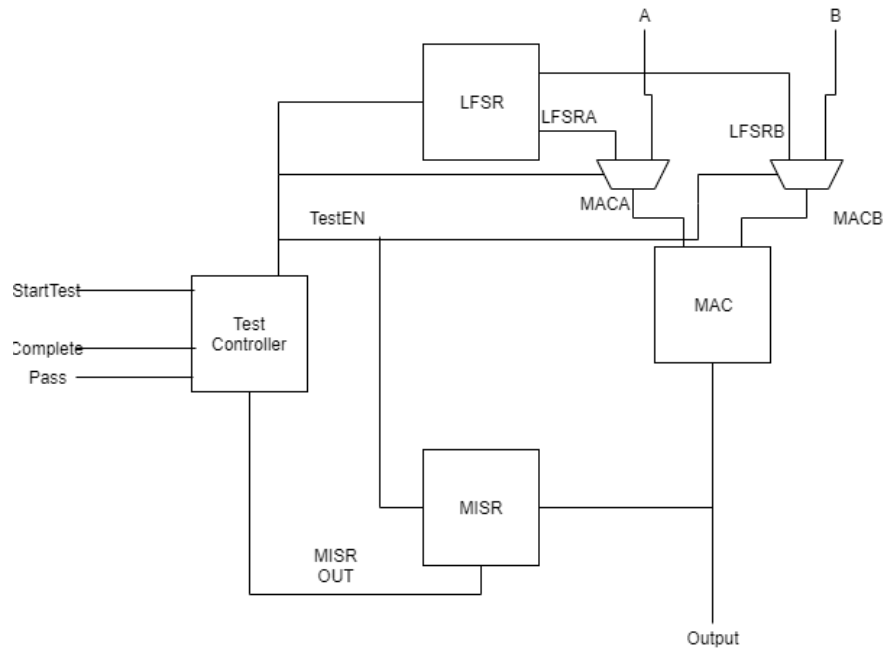 A
B
LFSR
LFSRA
LFSRB
MACA
MACB
TestEN
StartTest
MAC
Test
Controller
Complete
Pass
MISR
MISR
OUT
Output